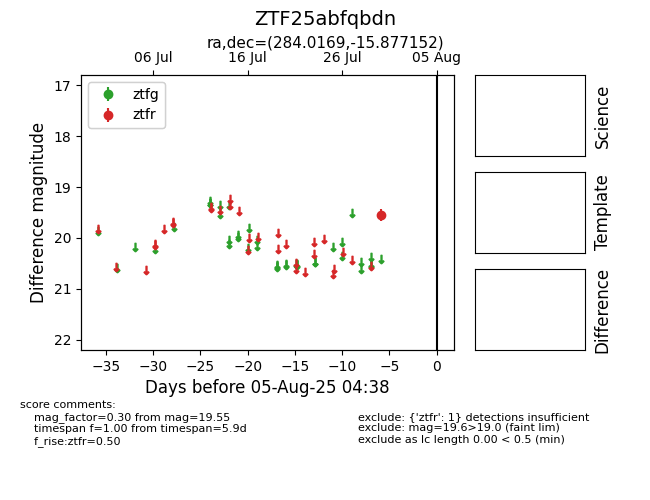 ZTF25abfqbdn
ra,dec=(284.0169,-15.877152)
06 Jul 16 Jul 26 Jul 05 Aug
ztfg
ztfr
17
18
19
20
21
22
Difference magnitude
−35 −30 −25 −20 −15 −10 −5 0
Days before 05-Aug-25 04:38
Science
Template
Difference
score comments:
mag_factor=0.30 from mag=19.55
timespan f=1.00 from timespan=5.9d
f_rise:ztfr=0.50
exclude: {'ztfr': 1} detections insufficient
exclude: mag=19.6>19.0 (faint lim)
exclude as lc length 0.00 < 0.5 (min)